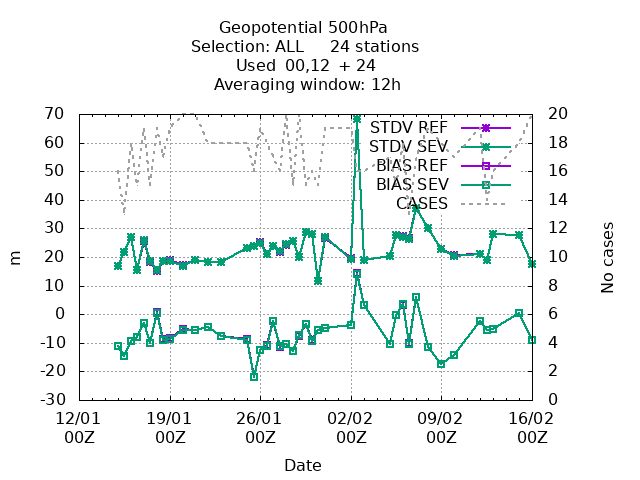 Geopotential 500hPa
Selection: ALL 24 stations
Used 00,12 + 24
Averaging window: 12h
70
60
50
40
30
20
10
0
-10
-20
-30
m
STDV REF
STDV SEV
BIAS REF
BIAS SEV
CASES
20
18
16
14
12
10
8
6
4
2
0
No cases
12/01 19/01 26/01 02/02 09/02 16/02
00Z 00Z 00Z 00Z 00Z 00Z
Date